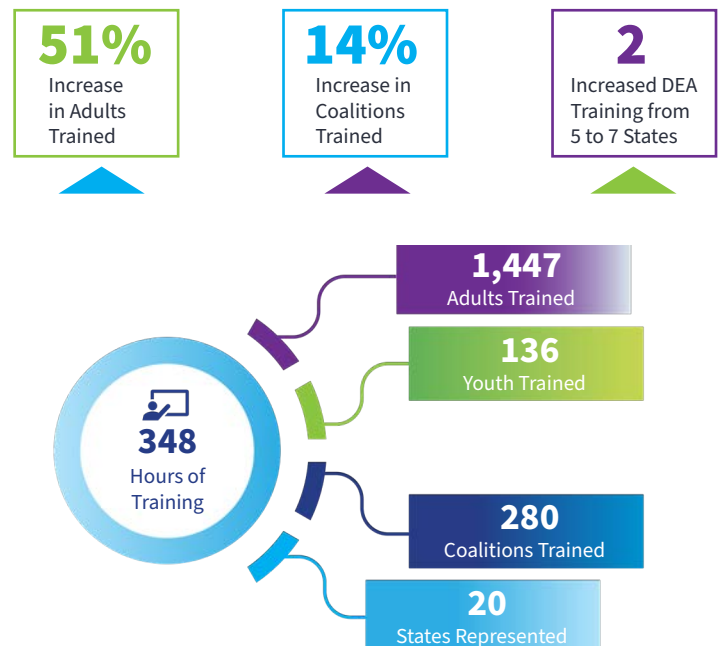 51%
Increase
in Adults
Trained
14%
Increase in
Coalitions
Trained
2
Increased DEA
Training from
5 to 7 States
348
Hours of
Training
1,447
Adults Trained
136
Youth Trained
280
Coalitions Trained
20
States Represented